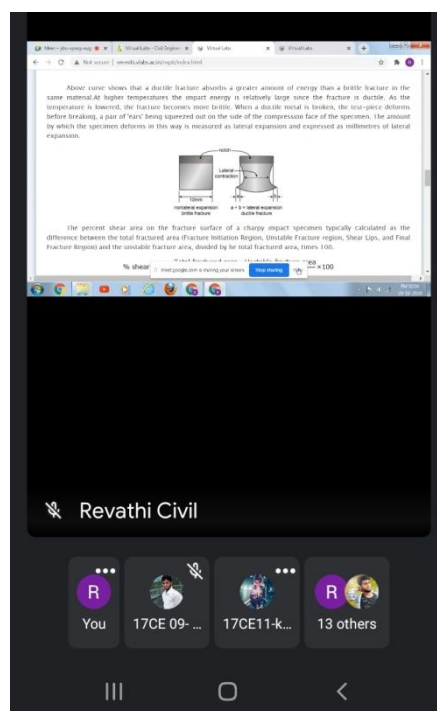 Virtual Labs
Virtual Labs
Not secure
Above curve shows that a ductile fracture absorbs a greater amount of energy than a brittle fracture in the
same material.At higher temperatures the impact energy is relatively large since the fracture is ductile. As the
temperature is lowered, the fracture becomes more brittle. When a ductile metal is broken, the test-piece deforms
before breaking, a pair of 'ears' being squeezed out on the side of the compression face of the specimen. The amount
by which the specimen deforms in this way is measured as lateral expansion and expressed as millimetres of lateral
expansion.
notch
Lateral
contraction
10mm
a + b = lateral expansion
brittle fracture
ductile fracture
The percent shear area on the fracture surface of a charpy impact specimen typically calculated as the
difference between the total fractured area (Fracture Initiation Region, Unstable Fracture region, Shear Lips, and Final
Fracture Region) and the unstable fracture area, divided by he total fractured area, times 100.
% shear
×100
meet.google.com is sharing your screen.
Stop sharing
Revathi Civil
R
R
You
17CE 09- ...
17CE11-k...
13 others